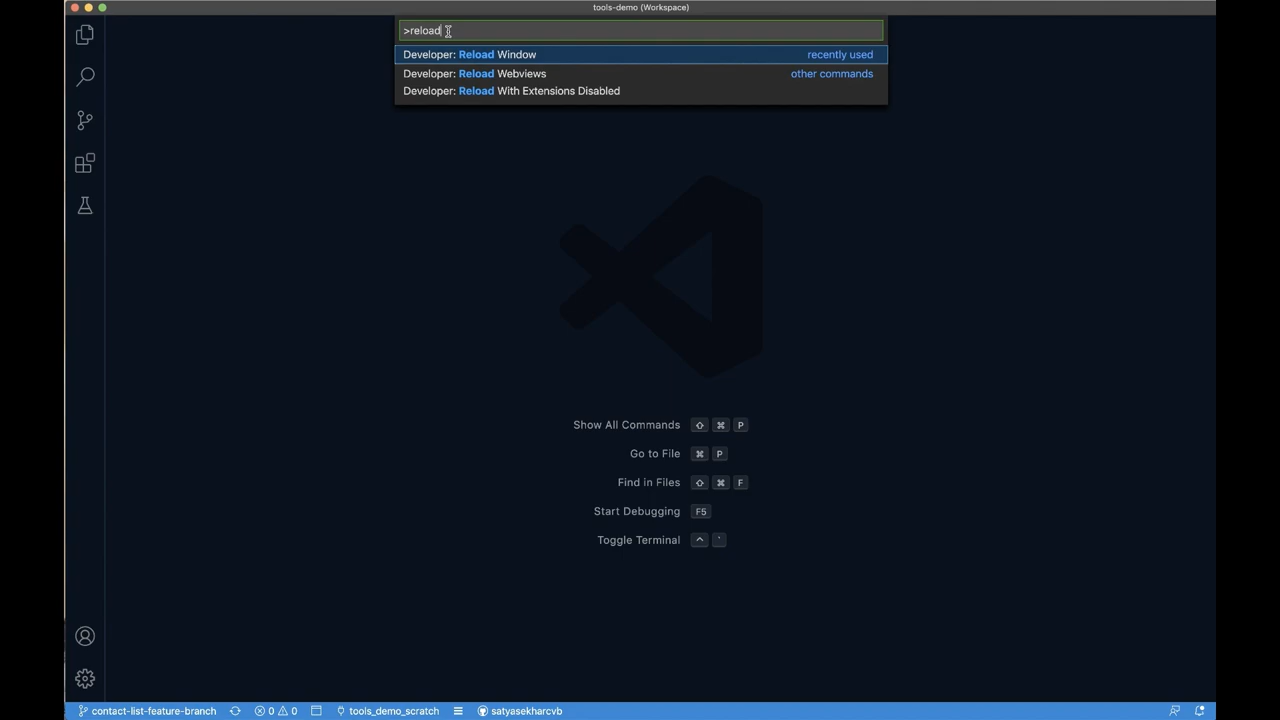 tools-demo (Workspace)
>reload
Developer: Reload Window recently used
Developer: Reload Webviews other commands
Developer: Reload With Extensions Disabled
Show All Commands ⇧ ⌘ P
Go to File ⌘ P
Find in Files ⇧ ⌘ F
Start Debugging F5
Toggle Terminal ^ `
contact-list-feature-branch 0 0 tools_demo_scratch satyasekharcvb